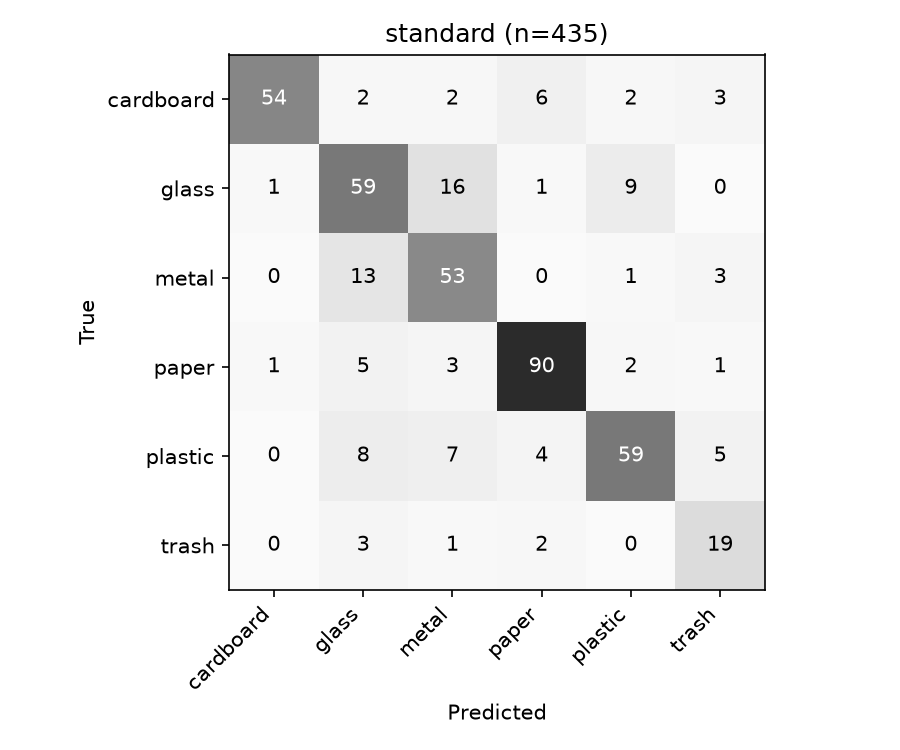 standard (n=435)
cardboard 54 2 2 6 2 3
glass 1 59 16 1 9 0
metal 0 13 53 0 1 3
True
paper 1 5 3 90 2 1
plastic 0 8 7 4 59 5
trash 0 3 1 2 0 19
cardboard glass metal paper plastic trash
Predicted